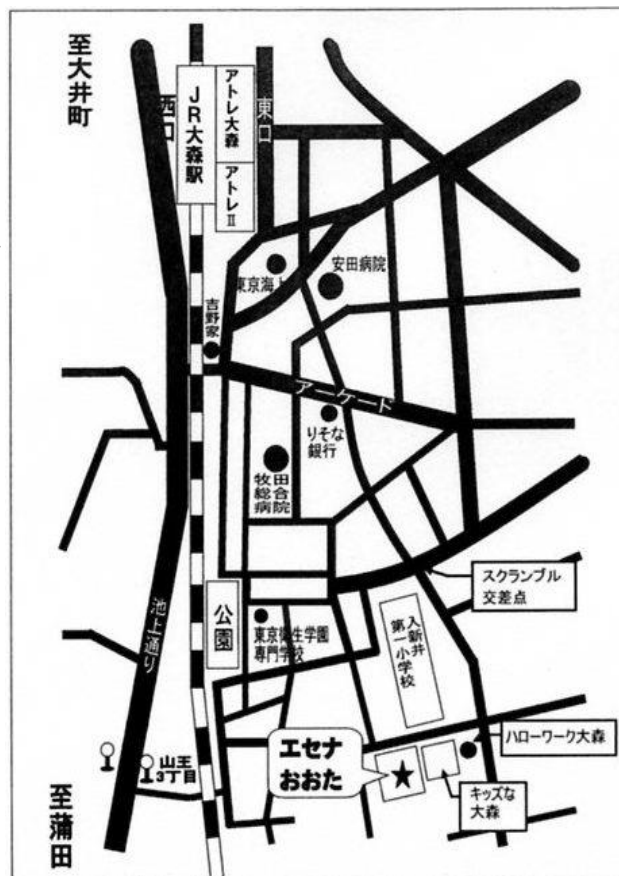 至大井町
西口
JR大森駅
アトレ大森
アトレⅡ
東口
安田病院
東京海上
吉野家
アーケード
りそな
銀行
牧田
総合
病院
スクランブル
交差点
公園
池上通り
東京衛生学園
専門学校
入新井
第一小学校
ハローワーク大森
エセナ
おおた
キッズな
大森
山王
3丁目
至蒲田